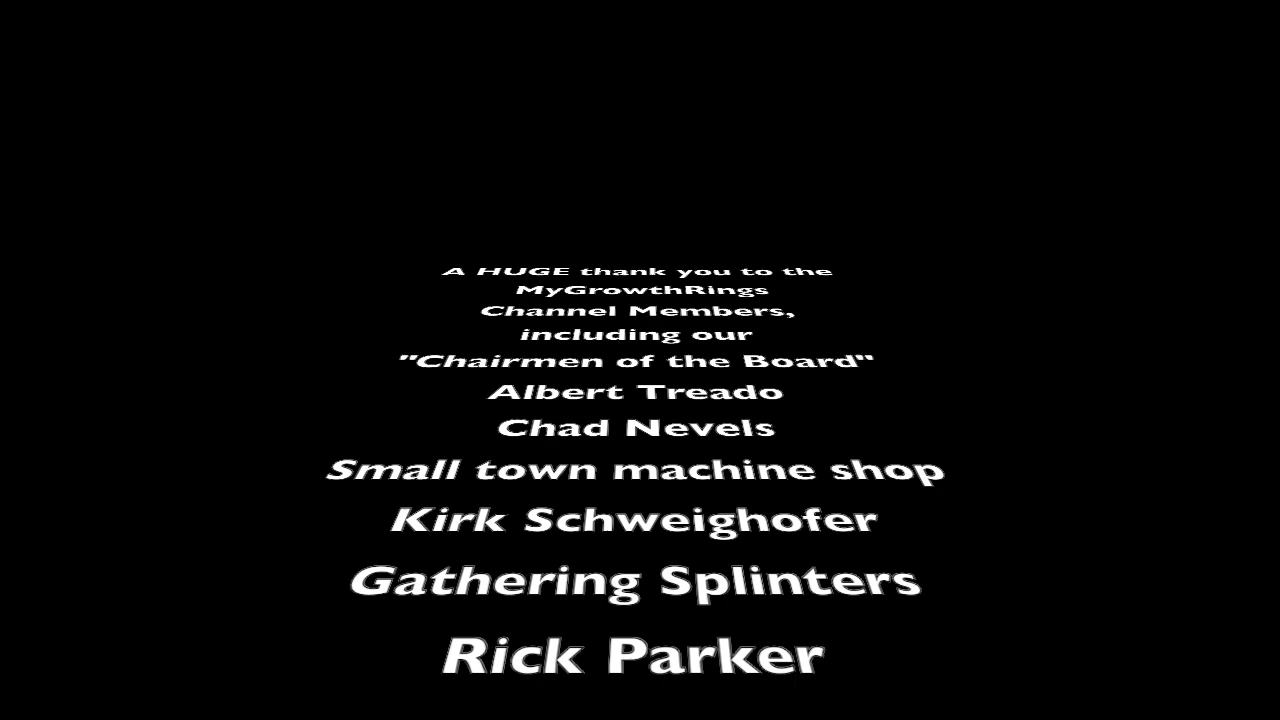 A HUGE thank you to the
MyGrowthRings
Channel Members,
including our
"Chairmen of the Board"
Albert Treado
Chad Nevels
Small town machine shop
Kirk Schweighofer
Gathering Splinters
Rick Parker